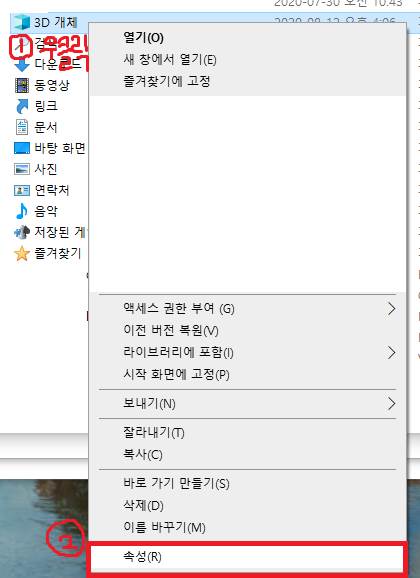 2020-07-30 오전 10:43
3D 개체
2020-08-12 오후 4:06
1
다운로드
동영상
링크
문서
바탕 화면
사진
연락처
음악
저장된 게
즐겨찾기
열기(O)
새 창에서 열기(E)
즐겨찾기에 고정
액세스 권한 부여 (G)
이전 버전 복원(V)
라이브러리에 포함(I)
시작 화면에 고정(P)
보내기(N)
잘라내기(T)
복사(C)
바로 가기 만들기(S)
삭제(D)
이름 바꾸기(M)
2
속성(R)